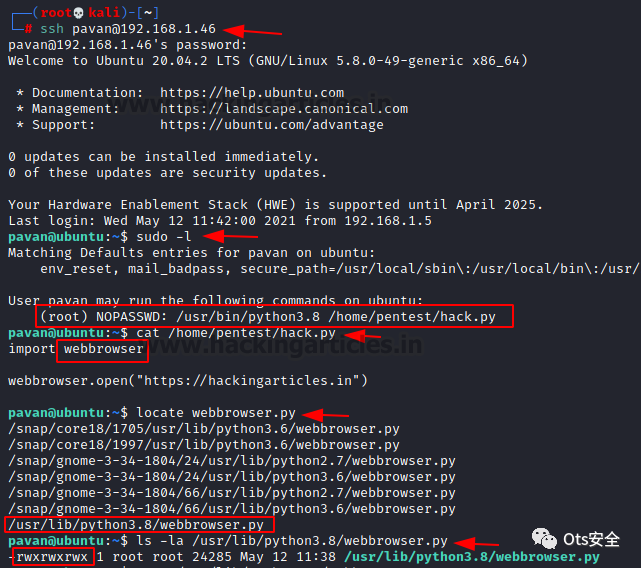 ┌──(root💀kali)-[~]
└─# ssh pavan@192.168.1.46
pavan@192.168.1.46's password:
Welcome to Ubuntu 20.04.2 LTS (GNU/Linux 5.8.0-49-generic x86_64)
* Documentation:  https://help.ubuntu.com
www.hackingarticles.in
* Management:     https://landscape.canonical.com
* Support:        https://ubuntu.com/advantage
0 updates can be installed immediately.
0 of these updates are security updates.
Your Hardware Enablement Stack (HWE) is supported until April 2025.
Last login: Wed May 12 11:42:00 2021 from 192.168.1.5
pavan@ubuntu:~$ sudo -l
Matching Defaults entries for pavan on ubuntu:
env_reset, mail_badpass, secure_path=/usr/local/sbin\:/usr/local/bin\:/usr/
User pavan may run the following commands on ubuntu:
(root) NOPASSWD: /usr/bin/python3.8 /home/pentest/hack.py
pavan@ubuntu:~$ cat /home/pentest/hack.py
import webbrowser
www.hackingarticles.in
webbrowser.open("https://hackingarticles.in")
pavan@ubuntu:~$ locate webbrowser.py
/snap/core18/1705/usr/lib/python3.6/webbrowser.py
/snap/core18/1997/usr/lib/python3.6/webbrowser.py
/snap/gnome-3-34-1804/24/usr/lib/python2.7/webbrowser.py
/snap/gnome-3-34-1804/24/usr/lib/python3.6/webbrowser.py
/snap/gnome-3-34-1804/66/usr/lib/python2.7/webbrowser.py
/snap/gnome-3-34-1804/66/usr/lib/python3.6/webbrowser.py
/usr/lib/python3.8/webbrowser.py
pavan@ubuntu:~$ ls -la /usr/lib/python3.8/webbrowser.py
-rwxrwxrwx 1 root root 24285 May 12 11:38 /usr/lib/python3.8/webbrowser.py
Ots安全